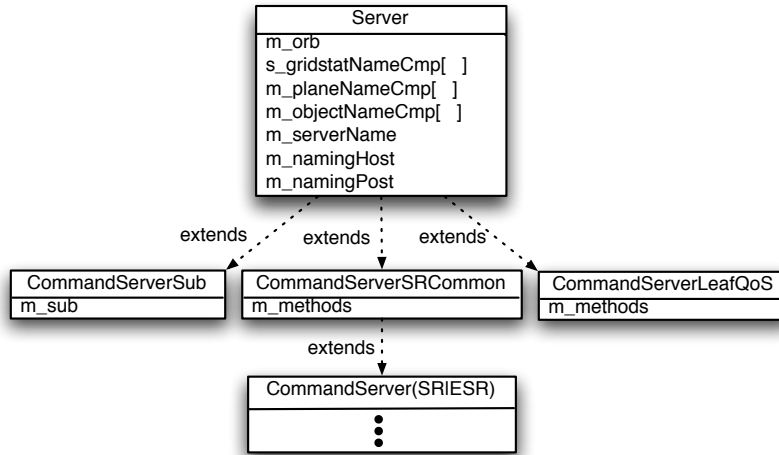 Server
m_orb
s_gridstatNameCmp[ ]
m_planeNameCmp[ ]
m_objectNameCmp[ ]
m_serverName
m_namingHost
m_namingPost
extends
extends
extends
CommandServerSub
m_sub
CommandServerSRCommon
m_methods
CommandServerLeafQoS
m_methods
extends
CommandServer(SR|ESR)